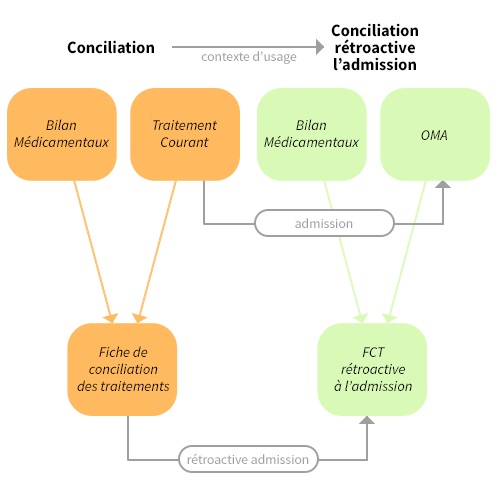 Conciliation
contexte d'usage
Conciliation
rétroactive
l'admission
Bilan
Médicamentaux
Traitement
Courant
Bilan
Médicamentaux
OMA
admission
Fiche de
conciliation
des traitements
FCT
rétroactive
à l'admission
rétroactive admission